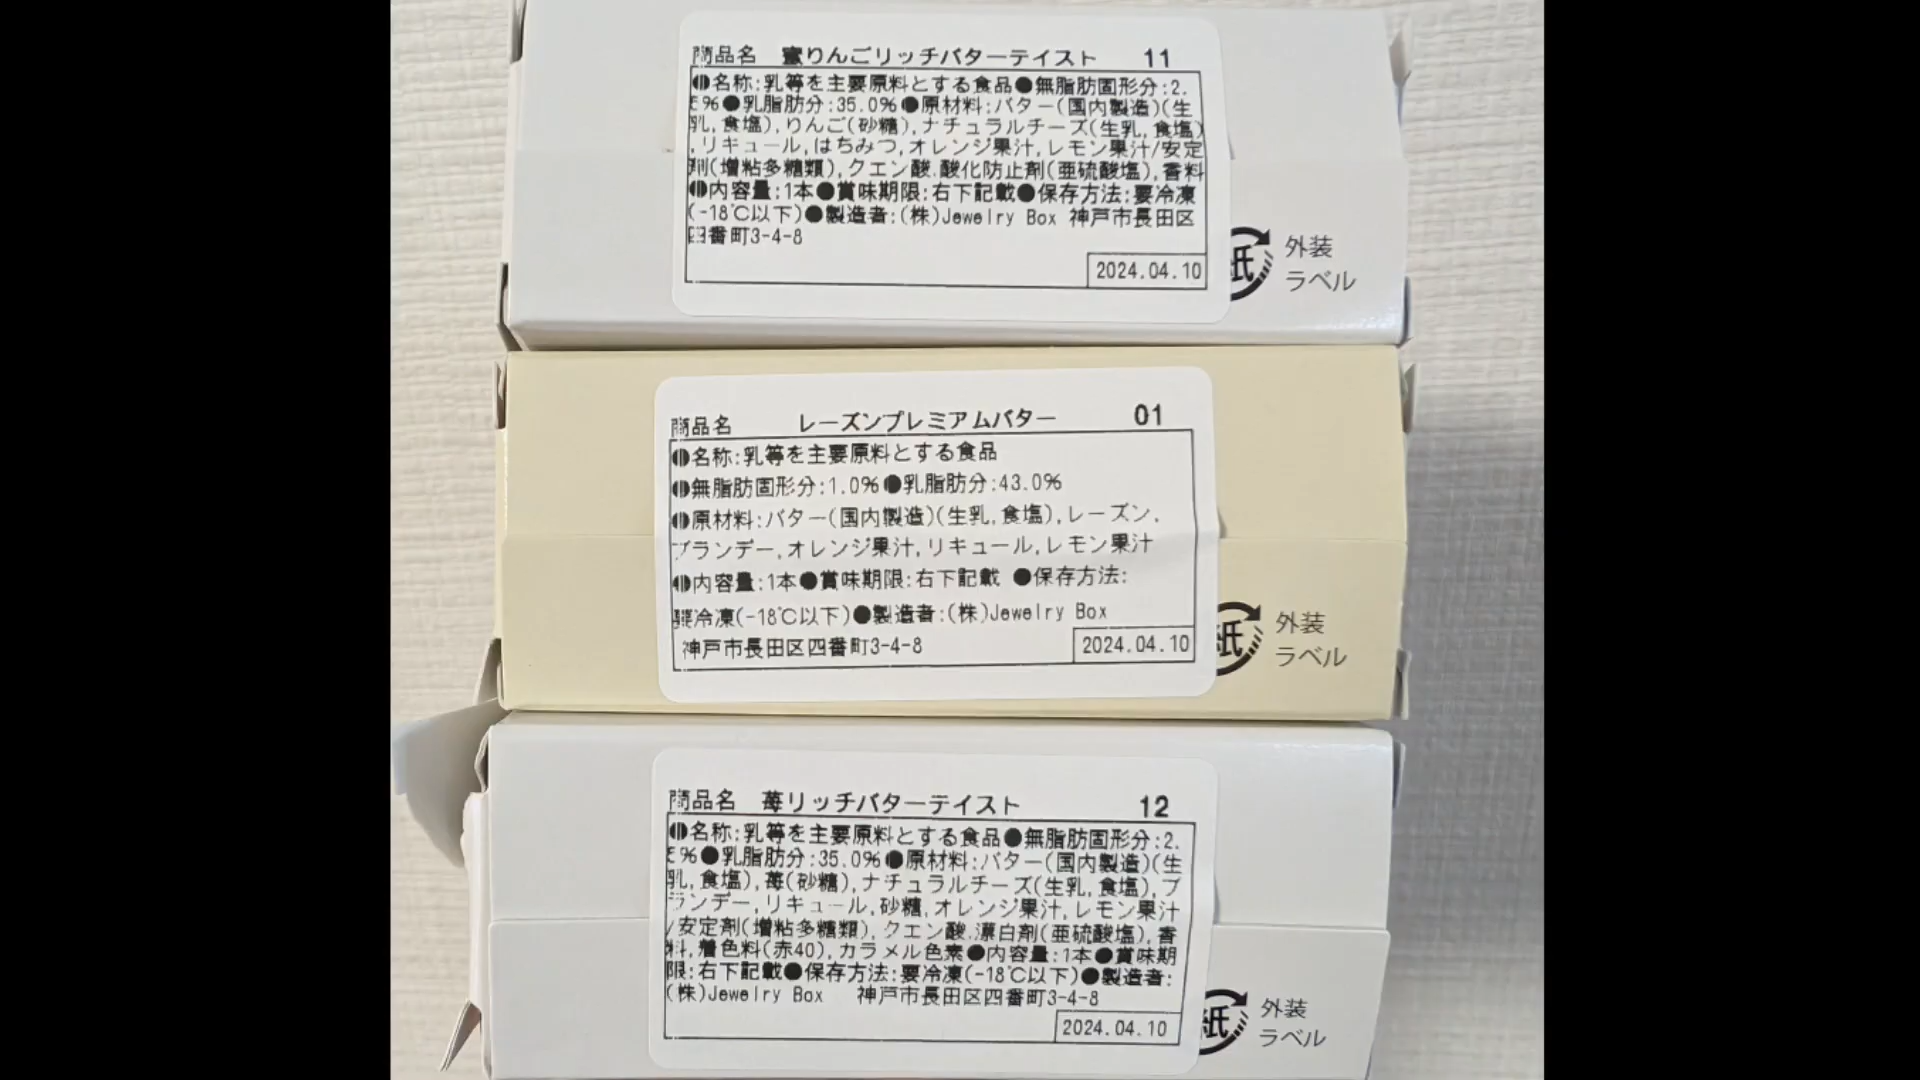 商品名 蜜りんごリッチバターテイスト 11
●名称:乳等を主要原料とする食品●無脂肪固形分:2.
5%●乳脂肪分:35.0%●原材料:バター(国内製造)(生
乳,食塩),りんご(砂糖),ナチュラルチーズ(生乳,食塩)
,リキュール,はちみつ,オレンジ果汁,レモン果汁/安定
剤(増粘多糖類),クエン酸,酸化防止剤(亜硫酸塩),香料
●内容量:1本●賞味期限:右下記載●保存方法:要冷凍
(-18℃以下)●製造者:(株)Jewelry Box 神戸市長田区
四番町3-4-8
2024.04.10
紙 外装
ラベル
商品名 レーズンプレミアムバター 01
●名称:乳等を主要原料とする食品
●無脂肪固形分:1.0%●乳脂肪分:43.0%
●原材料:バター(国内製造)(生乳,食塩),レーズン,
ブランデー,オレンジ果汁,リキュール,レモン果汁
●内容量:1本●賞味期限:右下記載 ●保存方法:
要冷凍(-18℃以下)●製造者:(株)Jewelry Box
神戸市長田区四番町3-4-8
2024.04.10
紙 外装
ラベル
商品名 苺リッチバターテイスト 12
●名称:乳等を主要原料とする食品●無脂肪固形分:2.
5%●乳脂肪分:35.0%●原材料:バター(国内製造)(生
乳,食塩),苺(砂糖),ナチュラルチーズ(生乳,食塩),ブ
ランデー,リキュール,砂糖,オレンジ果汁,レモン果汁
/安定剤(増粘多糖類),クエン酸,漂白剤(亜硫酸塩),香
料,着色料(赤40),カラメル色素●内容量:1本●賞味期
限:右下記載●保存方法:要冷凍(-18℃以下)●製造者:
(株)Jewelry Box 神戸市長田区四番町3-4-8
2024.04.10
紙 外装
ラベル